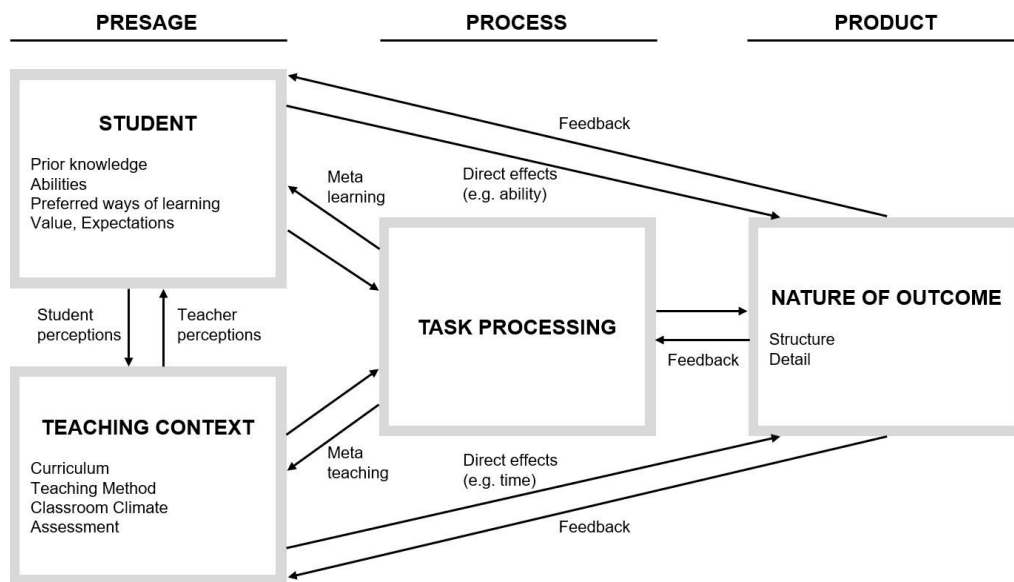 PRESAGE
PROCESS
PRODUCT
STUDENT
Prior knowledge
Abilities
Preferred ways of learning
Value, Expectations
Feedback
Direct effects
(e.g. ability)
Meta
learning
Student
perceptions
Teacher
perceptions
TASK PROCESSING
NATURE OF OUTCOME
Structure
Detail
Feedback
TEACHING CONTEXT
Curriculum
Teaching Method
Classroom Climate
Assessment
Meta
teaching
Direct effects
(e.g. time)
Feedback